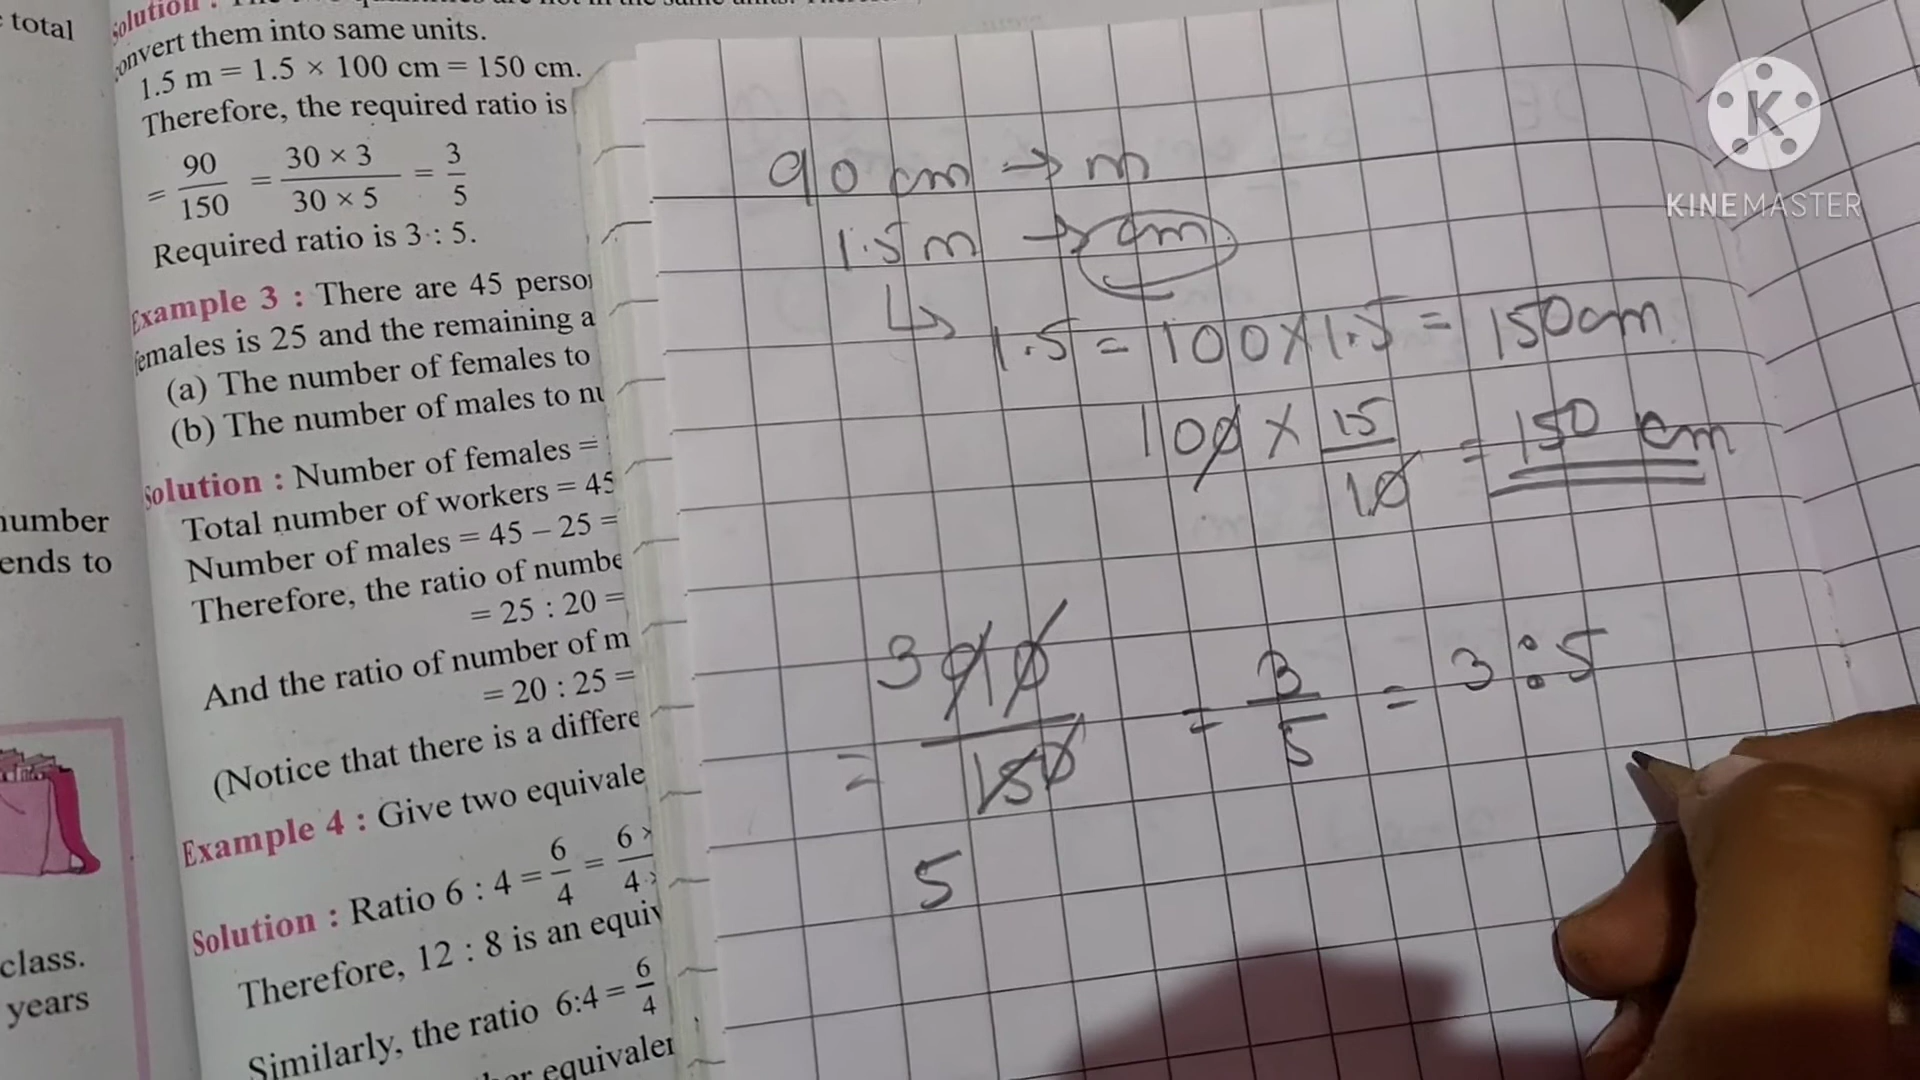 total
number
ends to
class.
years
Solution :
convert them into same units.
1.5 m = 1.5 × 100 cm = 150 cm.
Therefore, the required ratio is
= 90/150 = 30 × 3/30 × 5 = 3/5
Required ratio is 3 : 5.
Example 3 : There are 45
females is 25 and the remaining a
(a) The number of females to
(b) The number of males to
Solution : Number of females =
Total number of workers = 45
Number of males = 45 – 25 =
Therefore, the ratio of
= 25 : 20 =
And the ratio of number of m
= 20 : 25 =
(Notice that there is a
Example 4 : Give two
Solution : Ratio 6 : 4 = 6/4 = 6 ×/4 ×
Therefore, 12 : 8 is an
Similarly, the ratio 6:4 = 6/4
90 cm → m
1.5 m → cm
↳ 1.5 = 100 × 1.5 = 150 cm
100 × 15/10 = 150 cm
= 3 90/150 5 = 3/5 = 3 : 5
K
KINEMASTER